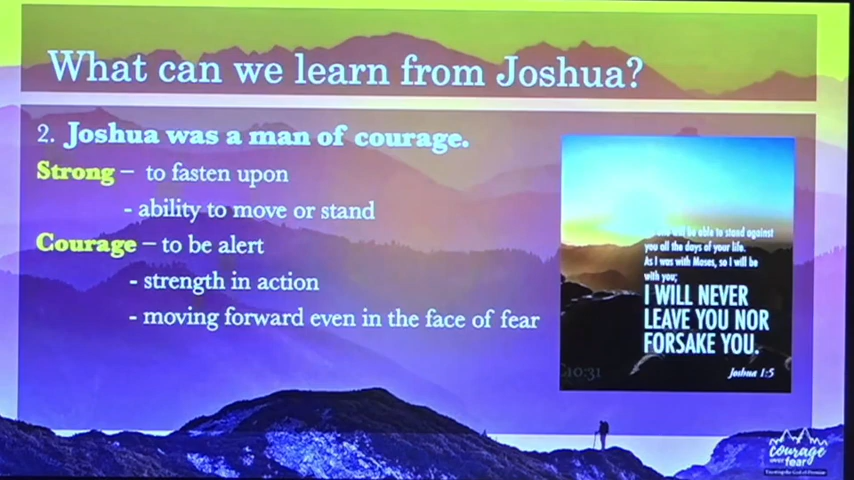 What can we learn from Joshua?
2. Joshua was a man of courage.
Strong – to fasten upon
- ability to move or stand
Courage – to be alert
- strength in action
- moving forward even in the face of fear
will be able to stand against
you all the days of your life.
As I was with Moses, so I will be
with you;
I WILL NEVER
LEAVE YOU NOR
FORSAKE YOU.
Joshua 1:5
10:31
courage
over fear